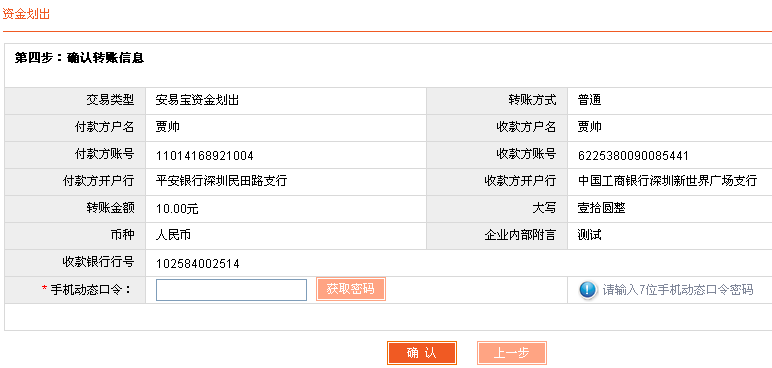 资金划出
第四步：确认转账信息
交易类型 安易宝资金划出 转账方式 普通
付款方户名 贾帅 收款方户名 贾帅
付款方账号 11014168921004 收款方账号 6225380090085441
付款方开户行 平安银行深圳民田路支行 收款方开户行 中国工商银行深圳新世界广场支行
转账金额 10.00元 大写 壹拾圆整
币种 人民币 企业内部附言 测试
收款银行行号 102584002514
* 手机动态口令： 获取密码 请输入7位手机动态口令密码
确 认 上一步